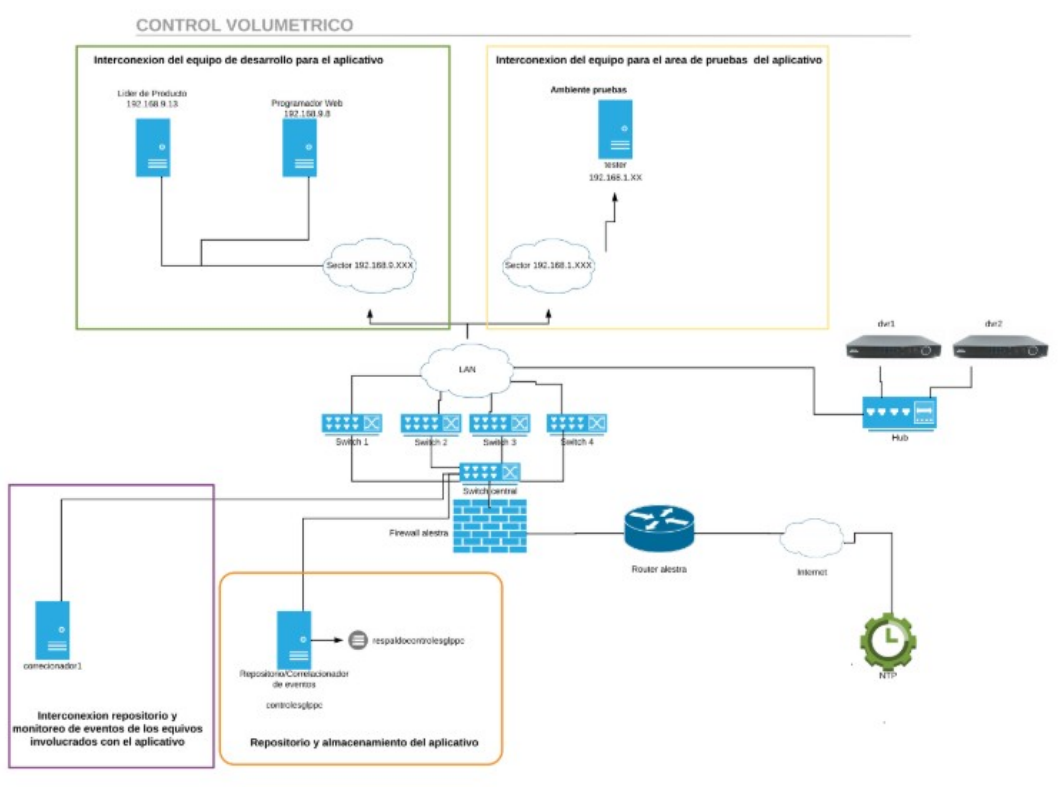 CONTROL VOLUMETRICO
Interconexion del equipo de desarrollo para el aplicativo
Lider de Producto
192.168.9.13
Programador Web
192.168.9.8
Sector 192.168.9.XXX
Interconexion del equipo para el area de pruebas del aplicativo
Ambiente pruebas
tester
192.168.1.XX
Sector 192.168.1.XXX
dvr1
dvr2
Hub
LAN
Switch 1
Switch 2
Switch 3
Switch 4
Switch central
Firewall alestra
Router alestra
Internet
NTP
correcionador1
Interconexion repositorio y
monitoreo de eventos de los equivos
involucrados con el aplicativo
respaldocontrolesglppc
Repositorio/Correlacionador
de eventos
controlesglppc
Repositorio y almacenamiento del aplicativo